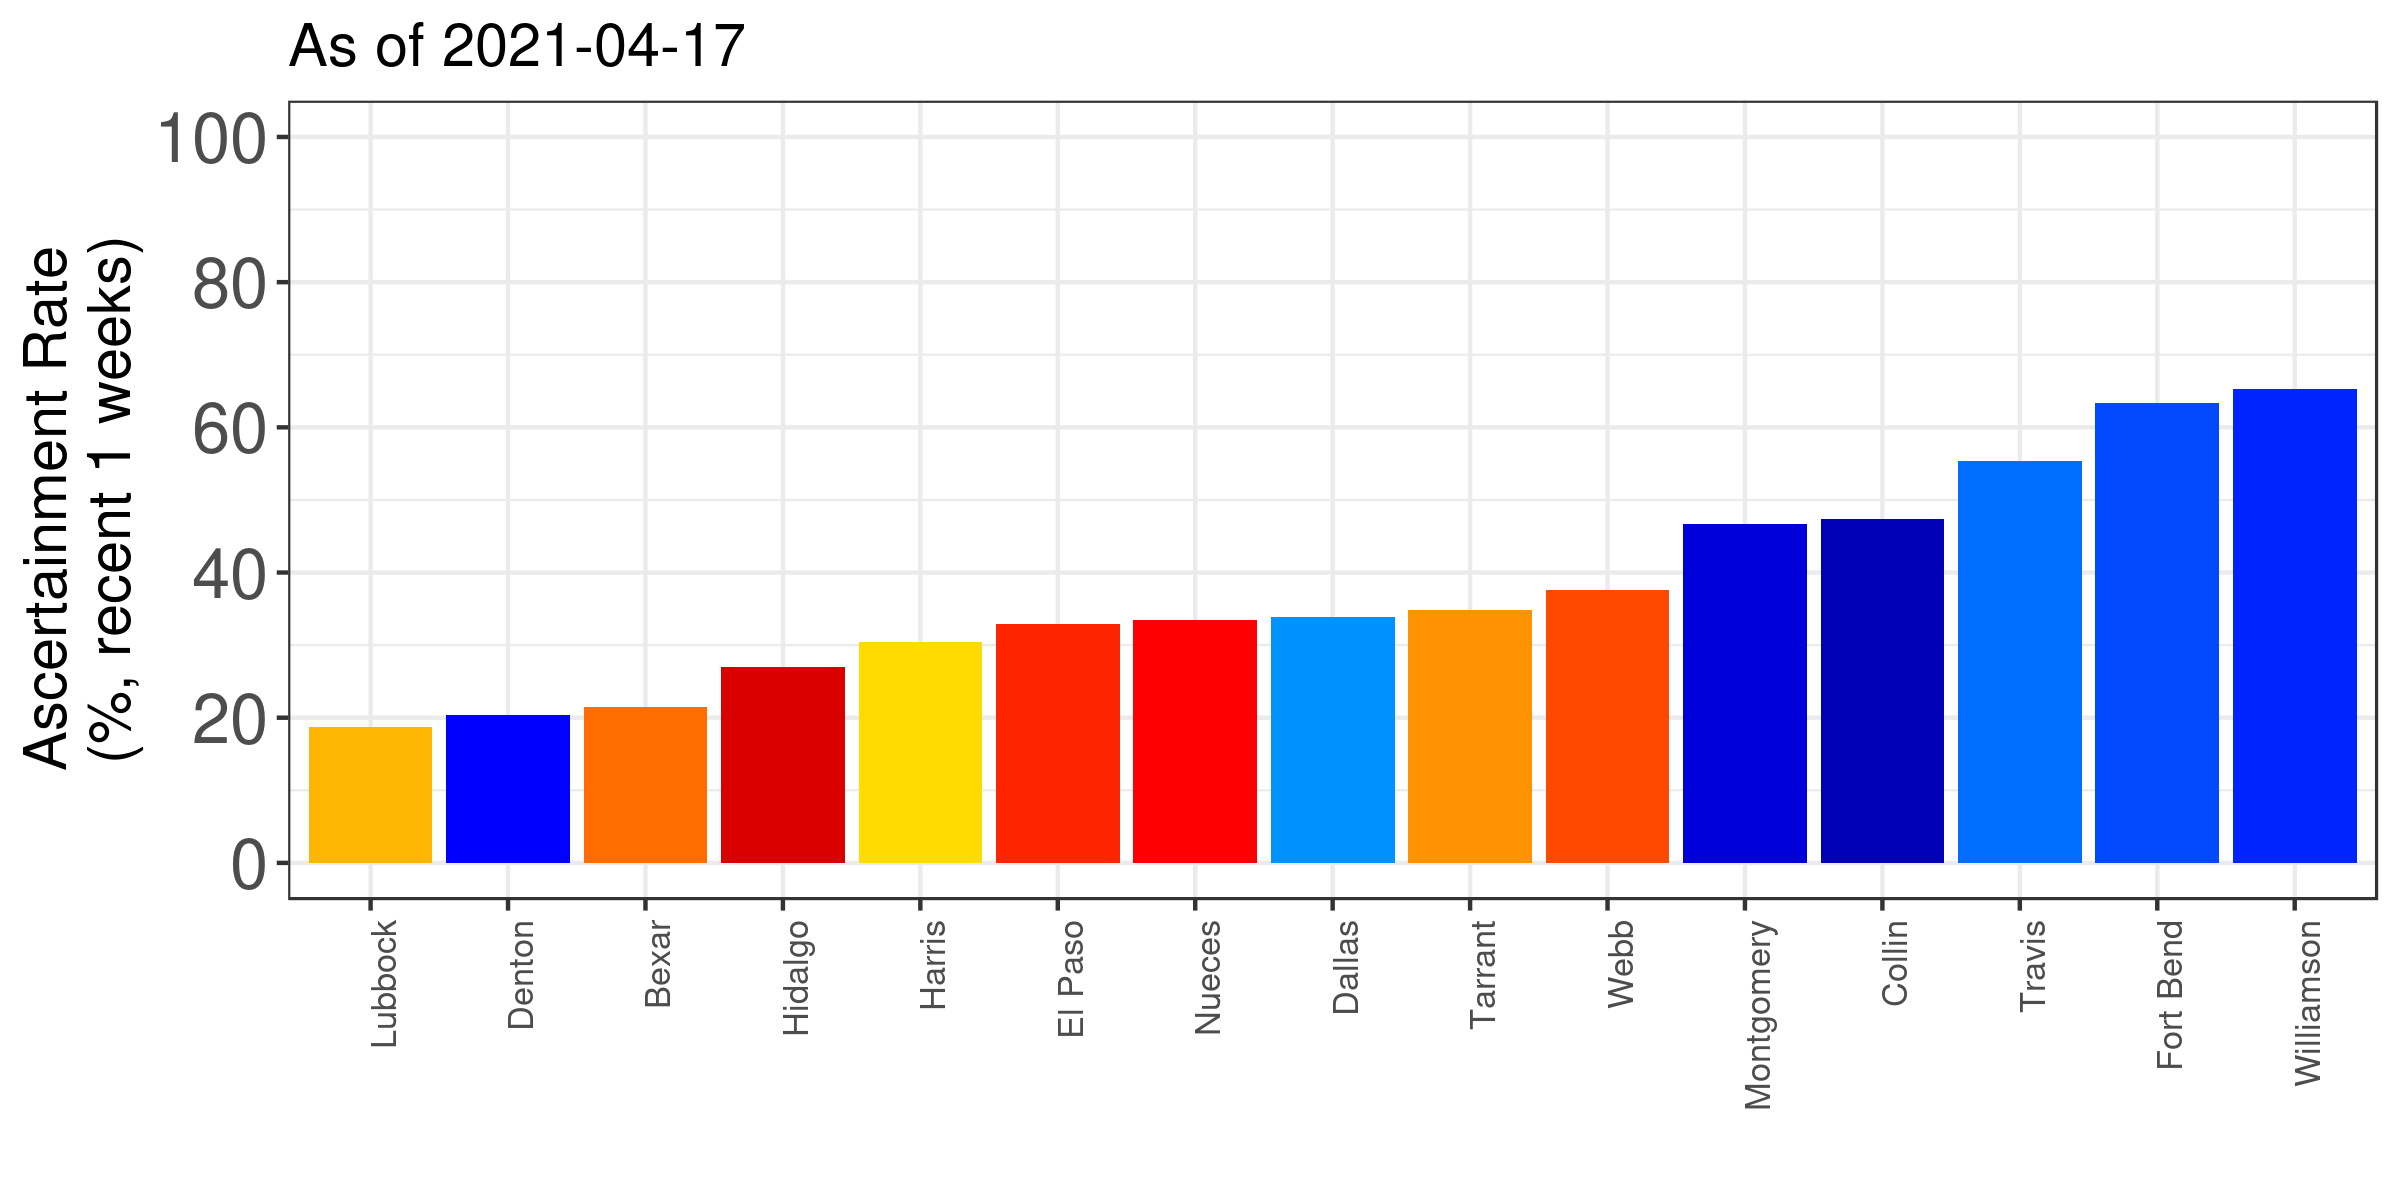 As of 2021-04-17
Ascertainment Rate
(%, recent 1 weeks)
100
80
60
40
20
0
Lubbock
Denton
Bexar
Hidalgo
Harris
El Paso
Nueces
Dallas
Tarrant
Webb
Montgomery
Collin
Travis
Fort Bend
Williamson